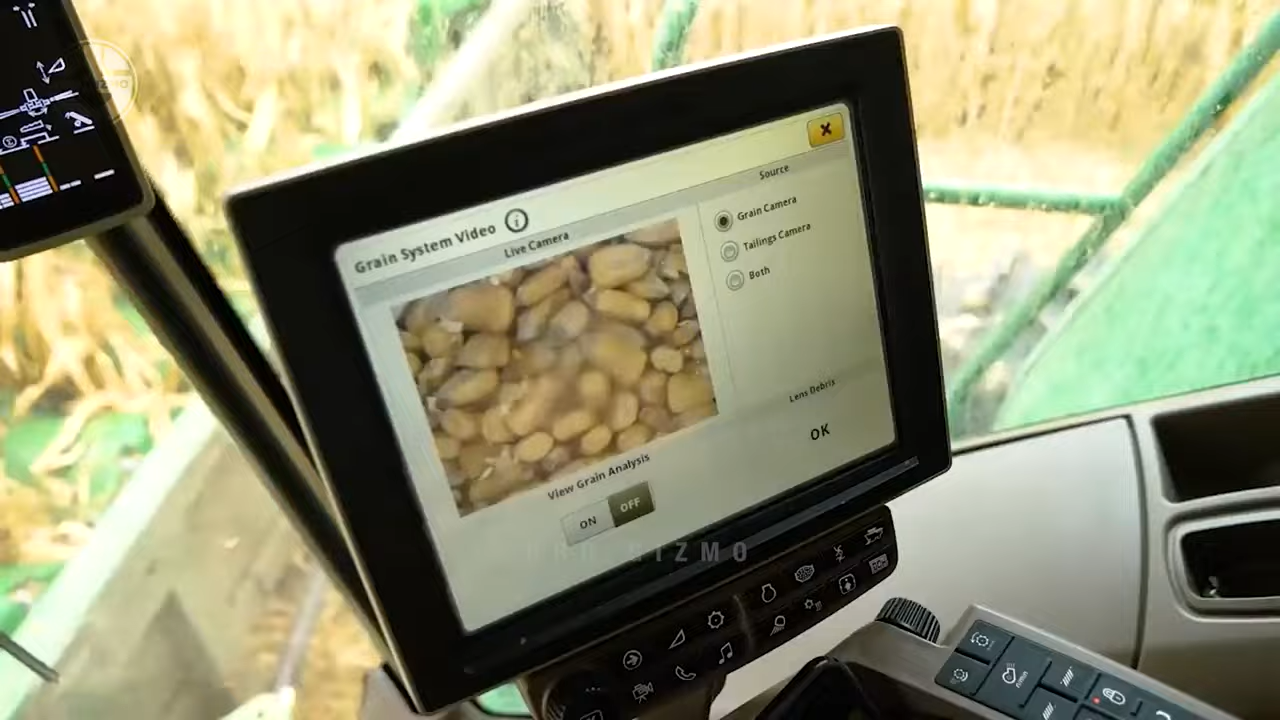 Grain System Video
Live Camera
Source
Grain Camera
Tailings Camera
Both
Lens Debris
OK
View Grain Analysis
ON OFF